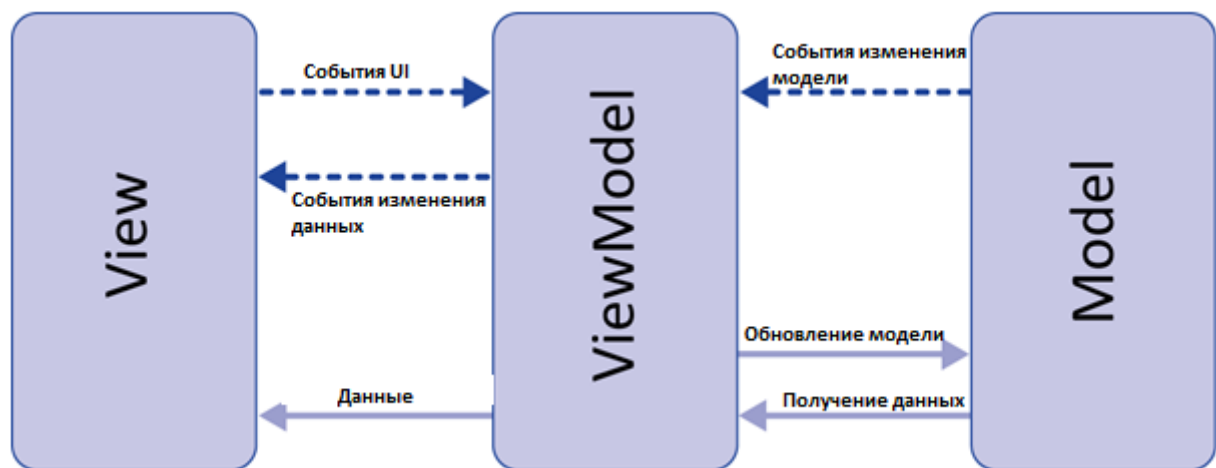 События UI
События изменения
модели
События изменения
данных
View
ViewModel
Model
Обновление модели
Данные
Получение данных